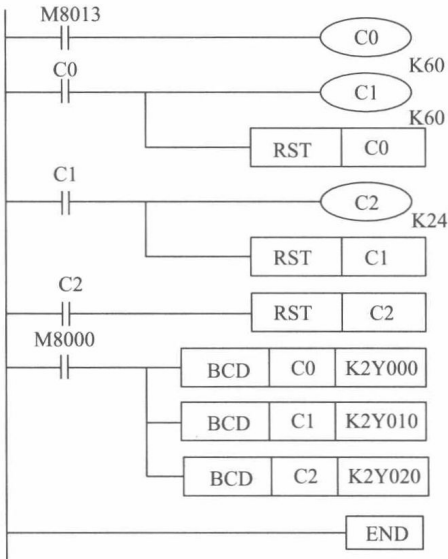 M8013
C0
K60
C0
C1
K60
RST C0
C1
C2
K24
RST C1
C2
RST C2
M8000
BCD C0 K2Y000
BCD C1 K2Y010
BCD C2 K2Y020
END